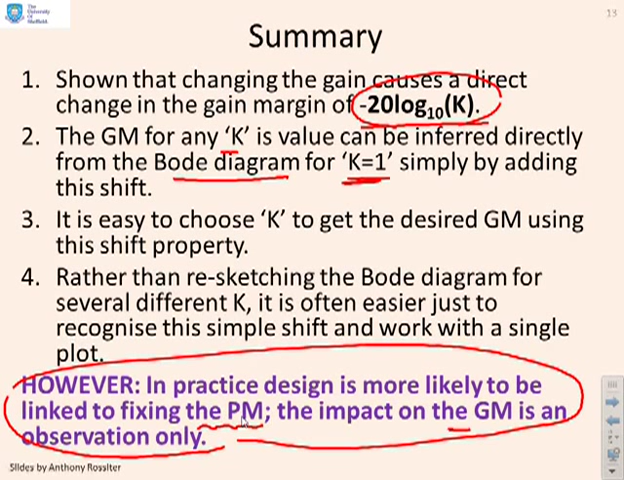 The
University
Of
Sheffield.
13
Summary
1. Shown that changing the gain causes a direct
change in the gain margin of -20log10(K).
2. The GM for any ‘K’ is value can be inferred directly
from the Bode diagram for ‘K=1’ simply by adding
this shift.
3. It is easy to choose ‘K’ to get the desired GM using
this shift property.
4. Rather than re-sketching the Bode diagram for
several different K, it is often easier just to
recognise this simple shift and work with a single
plot.
HOWEVER: In practice design is more likely to be
linked to fixing the PM; the impact on the GM is an
observation only.
Slides by Anthony Rossiter